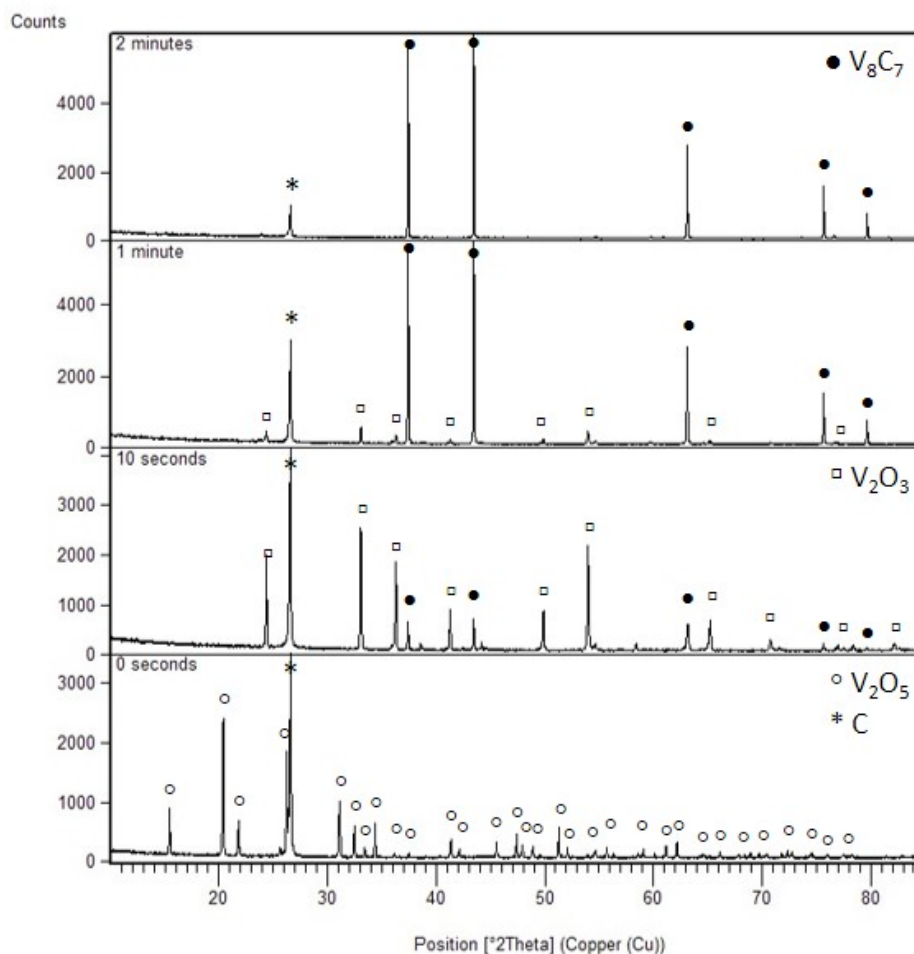 Counts
2 minutes
● V₈C₇
4000
2000
0
1 minute
4000
2000
0
10 seconds
□ V₂O₃
3000
2000
1000
0
0 seconds
○ V₂O₅
* C
3000
2000
1000
0
20 30 40 50 60 70 80
Position [°2Theta] (Copper (Cu))